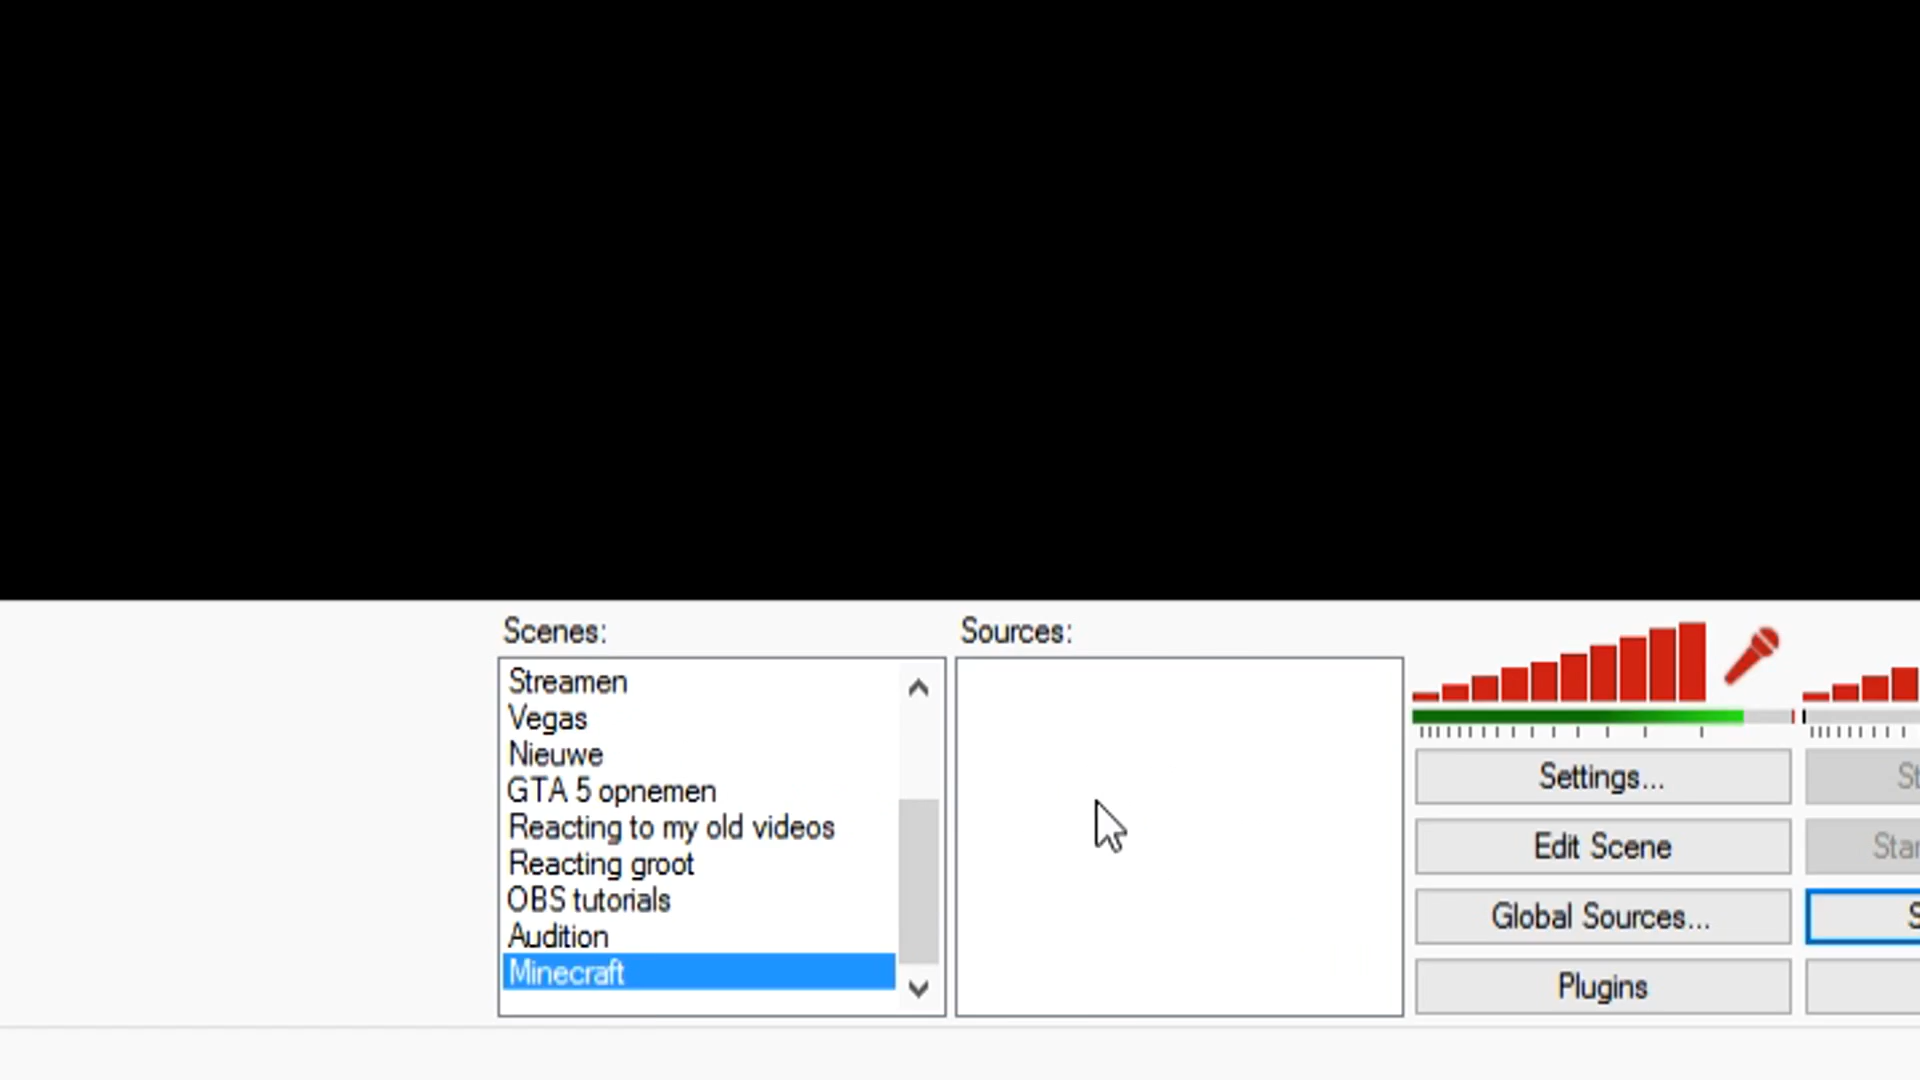 Scenes:
Sources:
Streamen
Vegas
Nieuwe
GTA 5 opnemen
Reacting to my old videos
Reacting groot
OBS tutorials
Audition
Minecraft
Settings...
Edit Scene
Global Sources...
Plugins